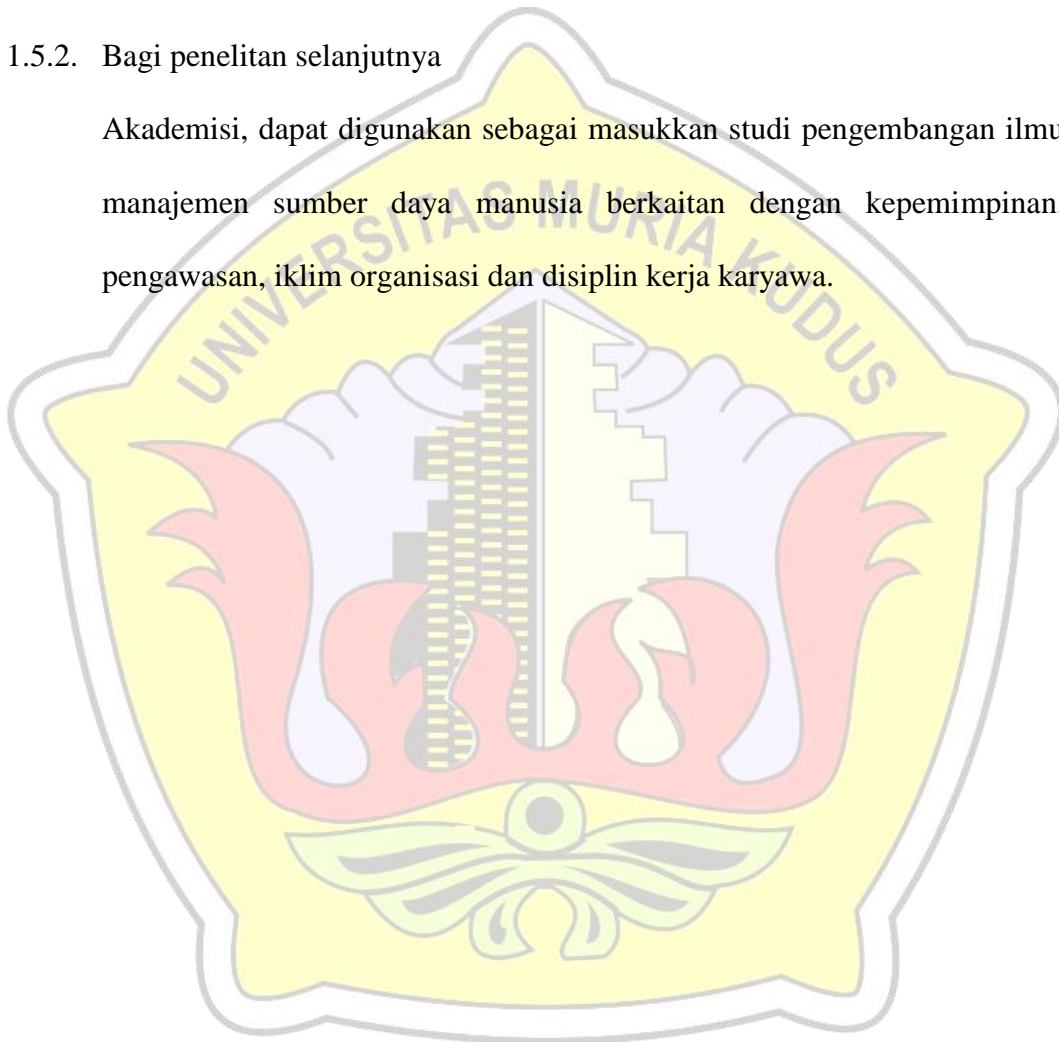 1.5.2. Bagi penelitan selanjutnya
Akademisi, dapat digunakan sebagai masukkan studi pengembangan ilmu
manajemen sumber daya manusia berkaitan dengan kepemimpinan,
pengawasan, iklim organisasi dan disiplin kerja karyawa.
UNIVERSITAS MURIA KUDUS